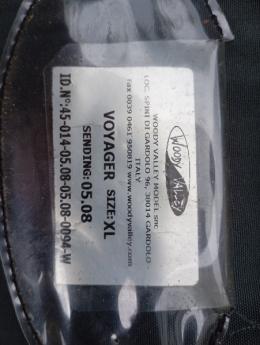 WOODY VALLEY
WOODY VALLEY MODEL snc
LOC. SPINI DI GARDOLO 96, 38014 GARDOLO
ITALY
Fax 0039 0461 950819 www.woodyvalley.com
VOYAGER SIZE:XL
SENDING: 05.08
ID.N°:45-014-05.08-05.08-0094-W